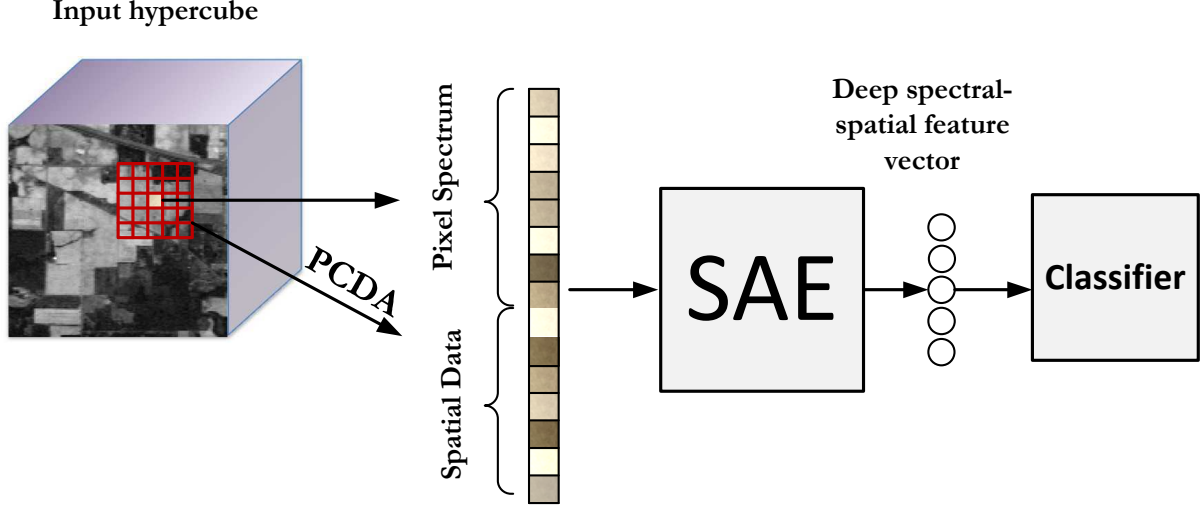 Input hypercube
PCDA
Pixel Spectrum
Spatial Data
SAE
Deep spectral-
spatial feature
vector
Classifier